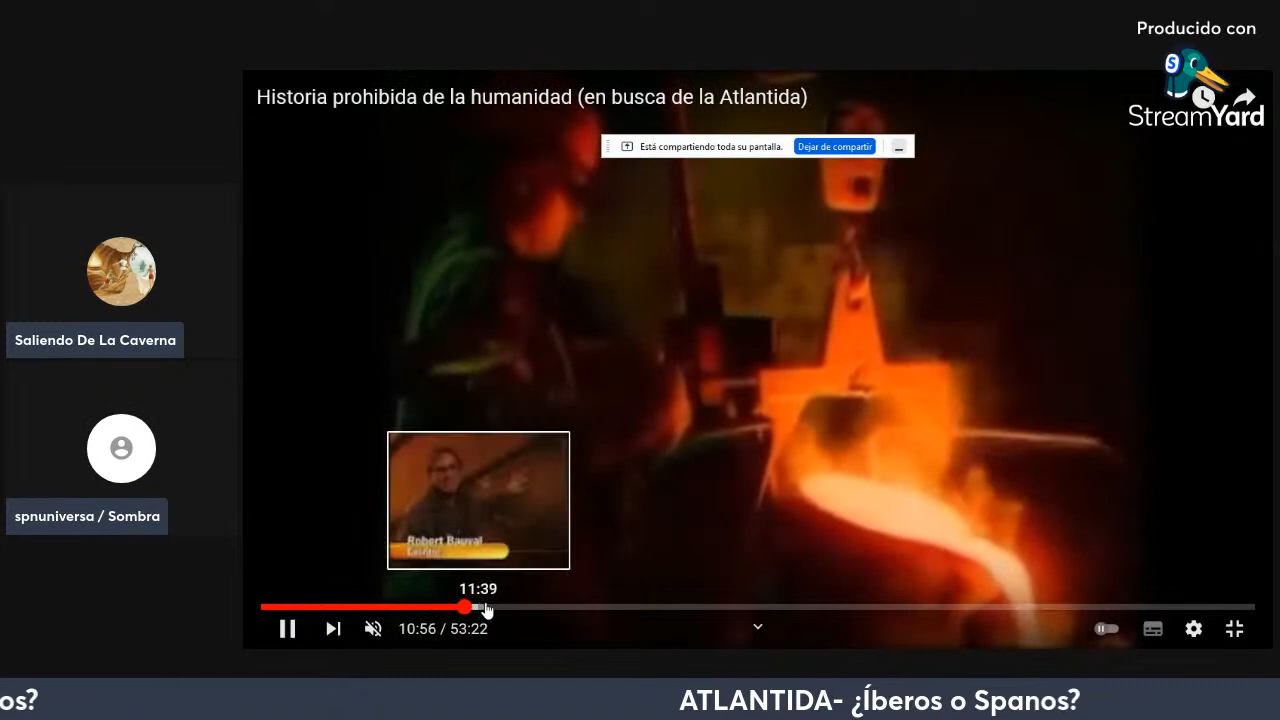 Producido con
S
StreamYard
Historia prohibida de la humanidad (en busca de la Atlantida)
Está compartiendo toda su pantalla. Dejar de compartir
Saliendo De La Caverna
spnuniversa / Sombra
Robert Bauval
Escritor
11:39
10:56 / 53:22
os? ATLANTIDA- ¿Íberos o Spanos?